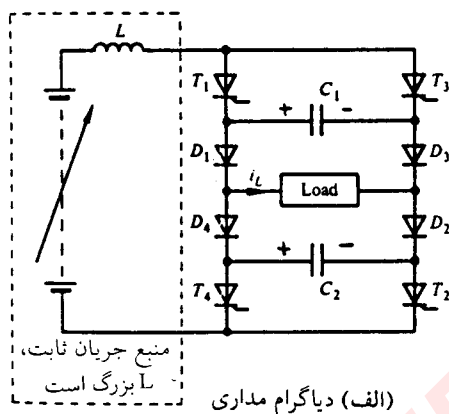 L
T₁
T₃
C₁
+
−
D₁
D₃
i_L
Load
D₄
D₂
+
−
C₂
T₄
T₂
منبع جریان ثابت،
L بزرگ است
(الف) دیاگرام مداری